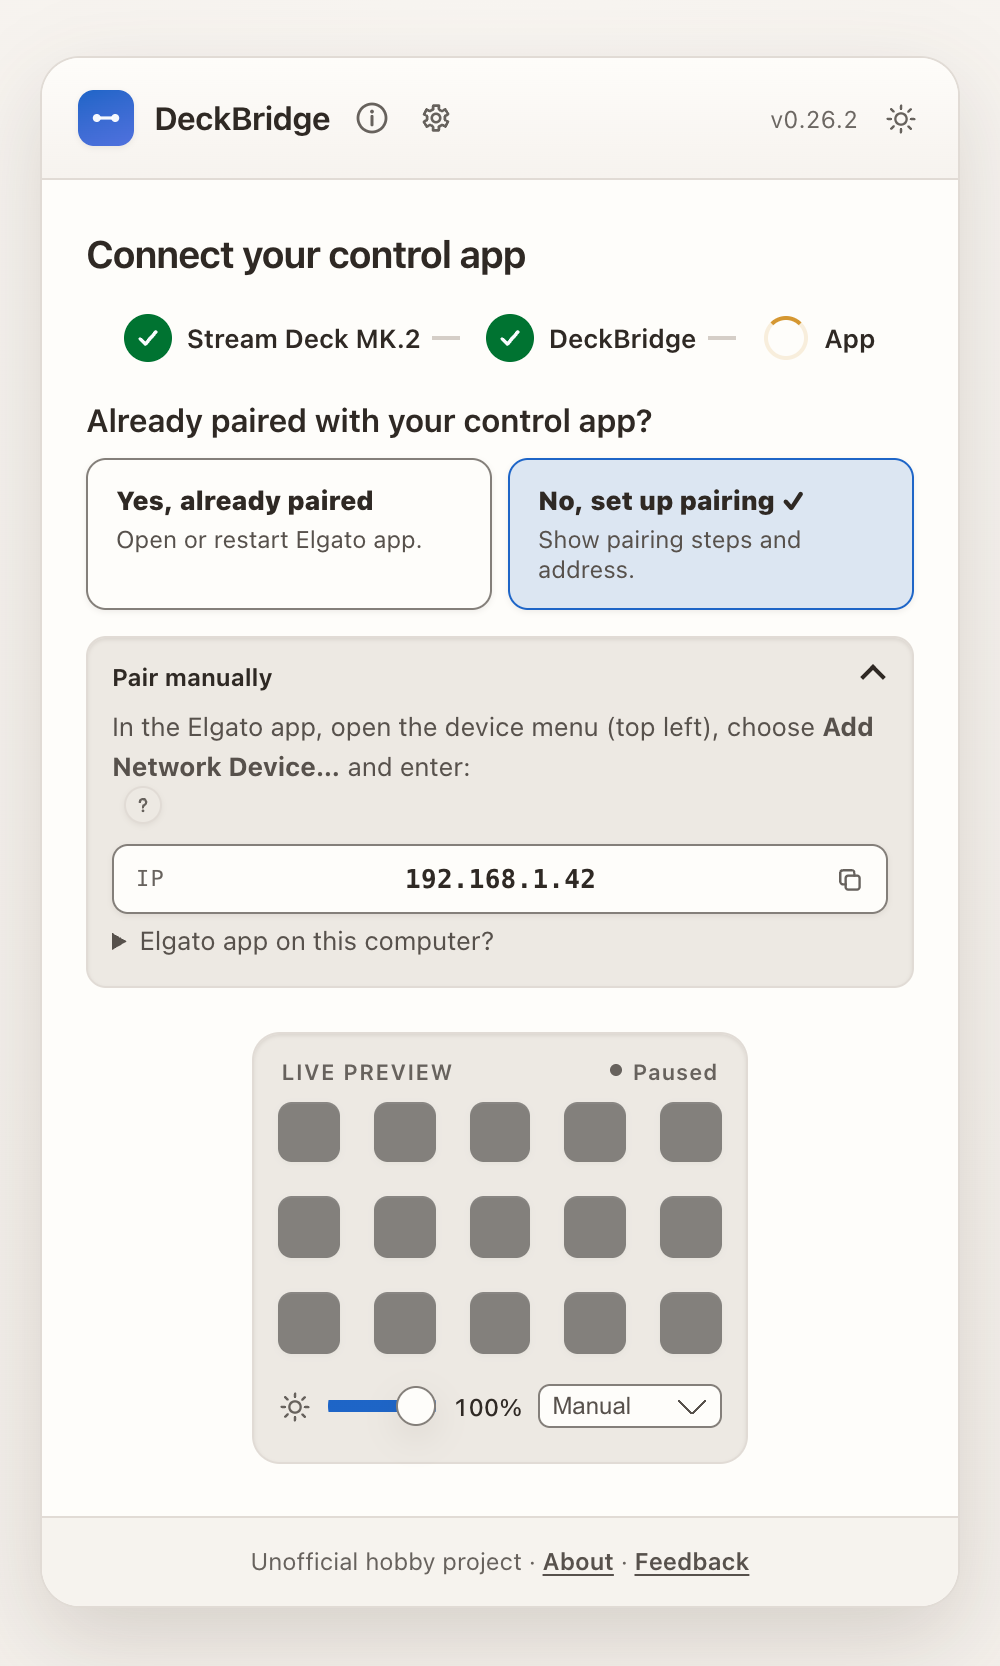 DeckBridge
v0.26.2
Connect your control app
Stream Deck MK.2 DeckBridge App
Already paired with your control app?
Yes, already paired
Open or restart Elgato app.
No, set up pairing ✓
Show pairing steps and
address.
Pair manually
In the Elgato app, open the device menu (top left), choose Add
Network Device... and enter:
?
IP 192.168.1.42
Elgato app on this computer?
LIVE PREVIEW Paused
100% Manual
Unofficial hobby project · About · Feedback